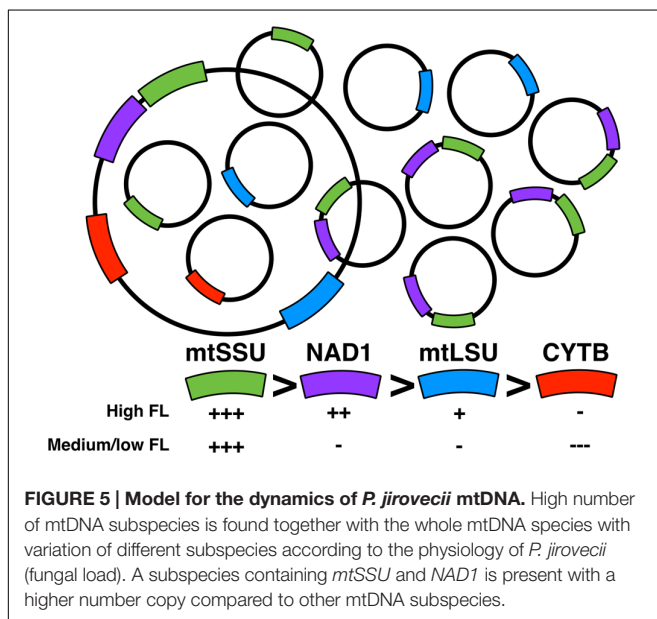 mtSSU > NAD1 > mtLSU > CYTB
High FL +++ ++ + -
Medium/low FL +++ - - ---
FIGURE 5 | Model for the dynamics of P. jirovecii mtDNA. High number
of mtDNA subspecies is found together with the whole mtDNA species with
variation of different subspecies according to the physiology of P. jirovecii
(fungal load). A subspecies containing mtSSU and NAD1 is present with a
higher number copy compared to other mtDNA subspecies.